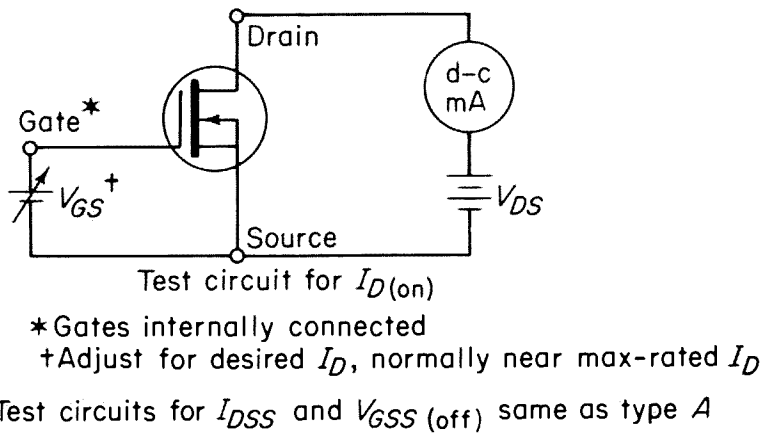 Drain
d-c
mA
Gate*
V_GS†
V_DS
Source
Test circuit for I_D(on)
*Gates internally connected
†Adjust for desired I_D, normally near max-rated I_D
Test circuits for I_DSS and V_GSS (off) same as type A